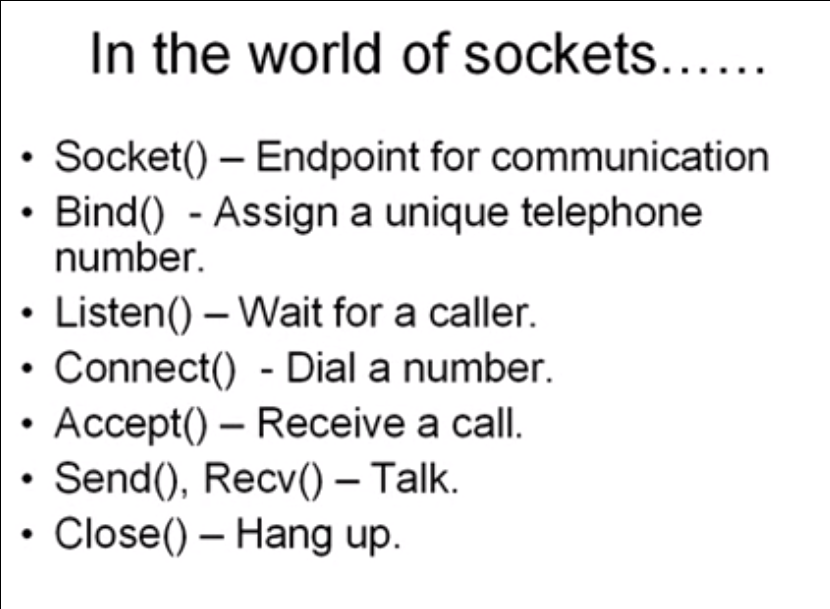 In the world of sockets......
• Socket() – Endpoint for communication
• Bind()  - Assign a unique telephone
number.
• Listen() – Wait for a caller.
• Connect()  - Dial a number.
• Accept() – Receive a call.
• Send(), Recv() – Talk.
• Close() – Hang up.